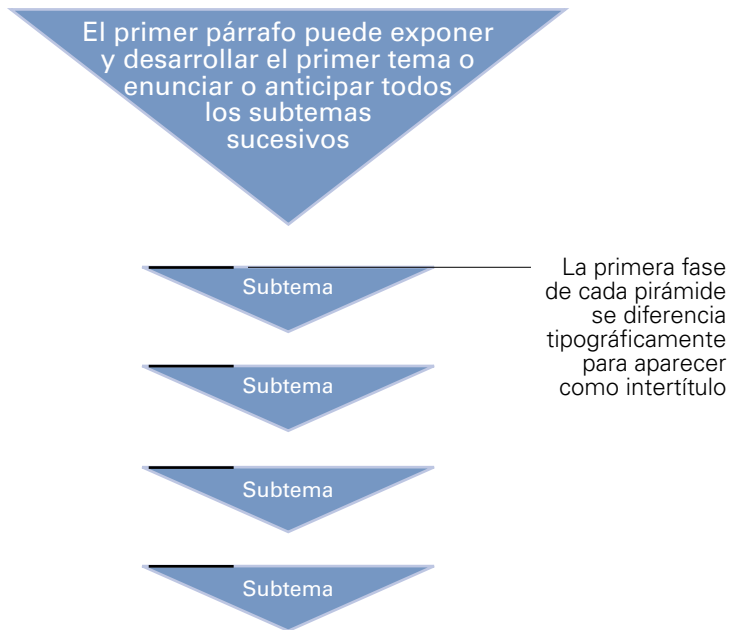 El primer párrafo puede exponer
y desarrollar el primer tema o
enunciar o anticipar todos
los subtemas
sucesivos
Subtema
La primera fase
de cada pirámide
se diferencia
tipográficamente
para aparecer
como intertítulo
Subtema
Subtema
Subtema